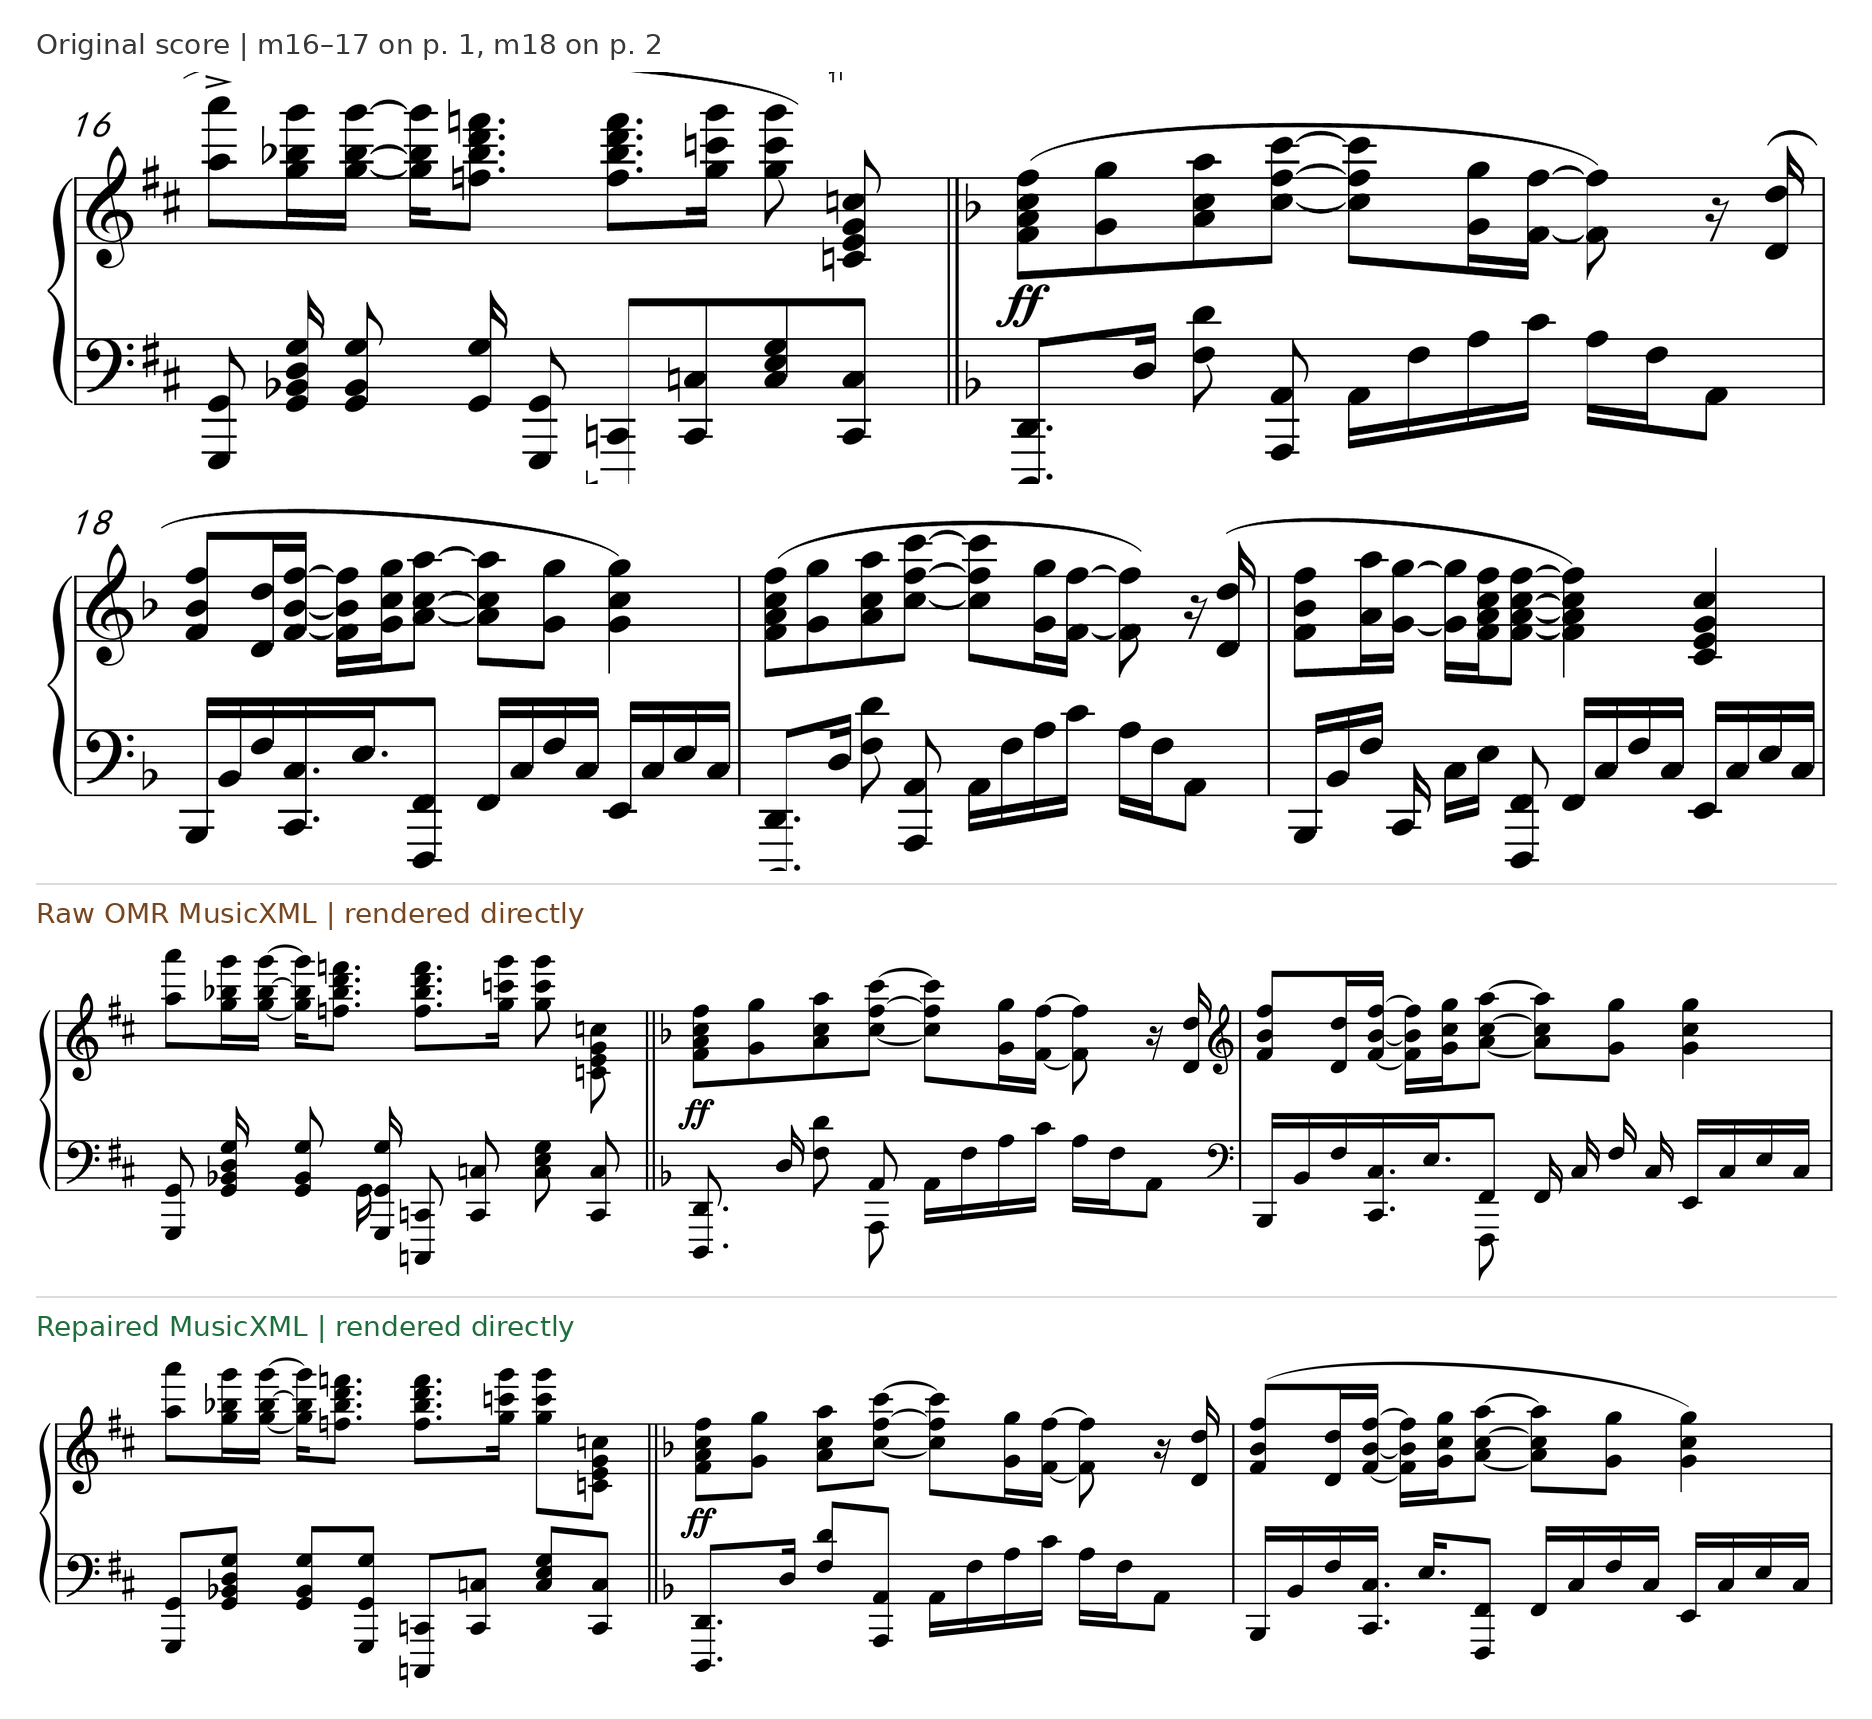 Original score | m16–17 on p. 1, m18 on p. 2
16
ff
18
Raw OMR MusicXML | rendered directly
ff
Repaired MusicXML | rendered directly
ff